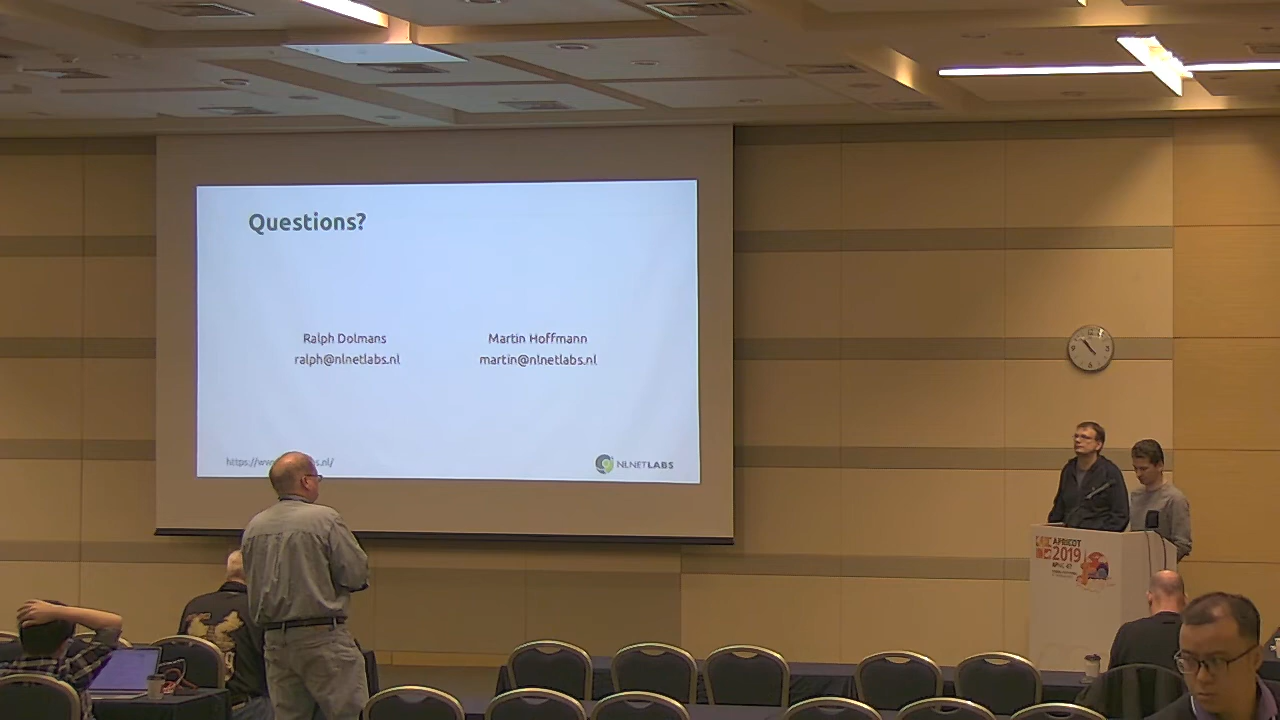 Questions?
Ralph Dolmans
ralph@nlnetlabs.nl
Martin Hoffmann
martin@nlnetlabs.nl
NLNETLABS
APRICOT
2019